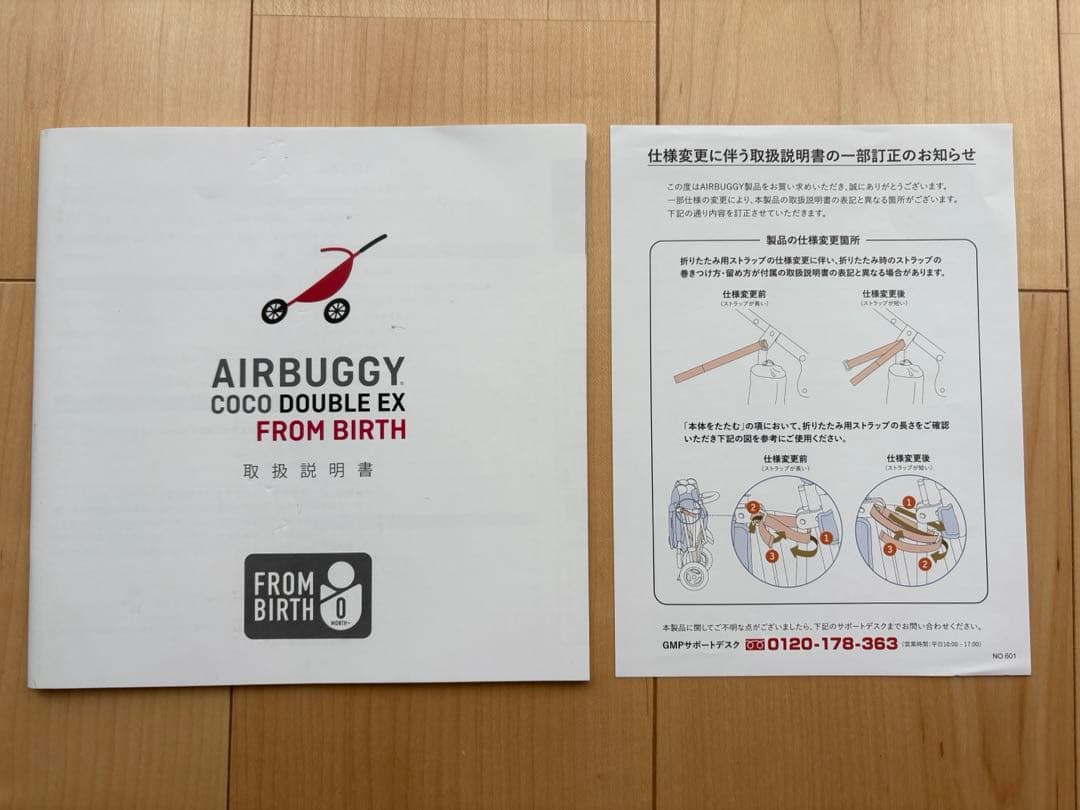 AIRBUGGY
COCO DOUBLE EX
FROM BIRTH
取扱説明書
FROM
BIRTH
0
MONTH~
仕様変更に伴う取扱説明書の一部訂正のお知らせ
この度はAIRBUGGY製品をお買い求めいただき、誠にありがとうございます。
一部仕様の変更により、本製品の取扱説明書の表記と異なる箇所がございます。
下記の通り内容を訂正させていただきます。
製品の仕様変更箇所
折りたたみ用ストラップの仕様変更に伴い、折りたたみ時のストラップの
巻きつけ方・留め方が付属の取扱説明書の表記と異なる場合があります。
仕様変更前
(ストラップが長い)
仕様変更後
(ストラップが短い)
「本体をたたむ」の項において、折りたたみ用ストラップの長さをご確認
いただき下記の図を参考にご使用ください。
仕様変更前
(ストラップが長い)
仕様変更後
(ストラップが短い)
2
3
1
1
3
2
本製品に関してご不明な点がございましたら、下記のサポートデスクまでお問い合わせください。
GMPサポートデスク 0120-178-363 (営業時間:平日10:00 - 17:00)
NO.601